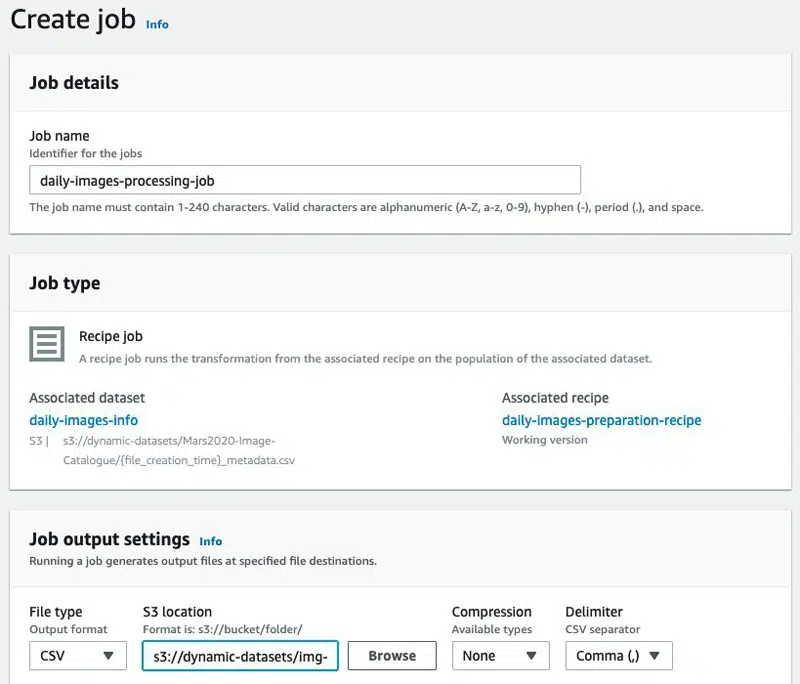 Create job Info
Job details
Job name
Identifier for the jobs
daily-images-processing-job
The job name must contain 1-240 characters. Valid characters are alphanumeric (A-Z, a-z, 0-9), hyphen (-), period (.), and space.
Job type
Recipe job
A recipe job runs the transformation from the associated recipe on the population of the associated dataset.
Associated dataset
daily-images-info
S3 | s3://dynamic-datasets/Mars2020-Image-
Catalogue/{file_creation_time}_metadata.csv
Associated recipe
daily-images-preparation-recipe
Working version
Job output settings Info
Running a job generates output files at specified file destinations.
File type
Output format
CSV
S3 location
Format is: s3://bucket/folder/
s3://dynamic-datasets/img-
Browse
Compression
Available types
None
Delimiter
CSV separator
Comma (,)